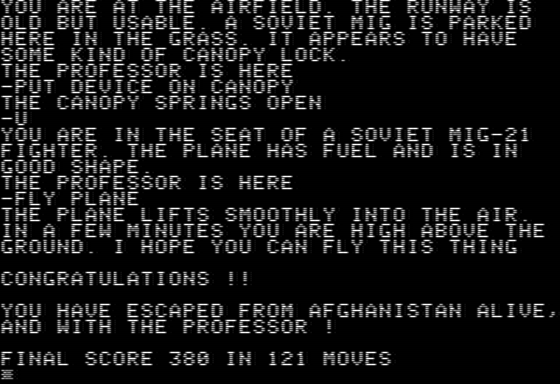 YOU ARE AT THE AIRFIELD. THE RUNWAY IS
OLD BUT USABLE. A SOVIET MIG IS PARKED
HERE IN THE GRASS. IT APPEARS TO HAVE
SOME KIND OF CANOPY LOCK.
THE PROFESSOR IS HERE
-PUT DEVICE ON CANOPY
THE CANOPY SPRINGS OPEN
-U
YOU ARE IN THE SEAT OF A SOVIET MIG-21
FIGHTER. THE PLANE HAS FUEL AND IS IN
GOOD SHAPE.
THE PROFESSOR IS HERE
-FLY PLANE
THE PLANE LIFTS SMOOTHLY INTO THE AIR.
IN A FEW MINUTES YOU ARE HIGH ABOVE THE
GROUND. I HOPE YOU CAN FLY THIS THING
CONGRATULATIONS !!
YOU HAVE ESCAPED FROM AFGHANISTAN ALIVE,
AND WITH THE PROFESSOR !
FINAL SCORE 380 IN 121 MOVES